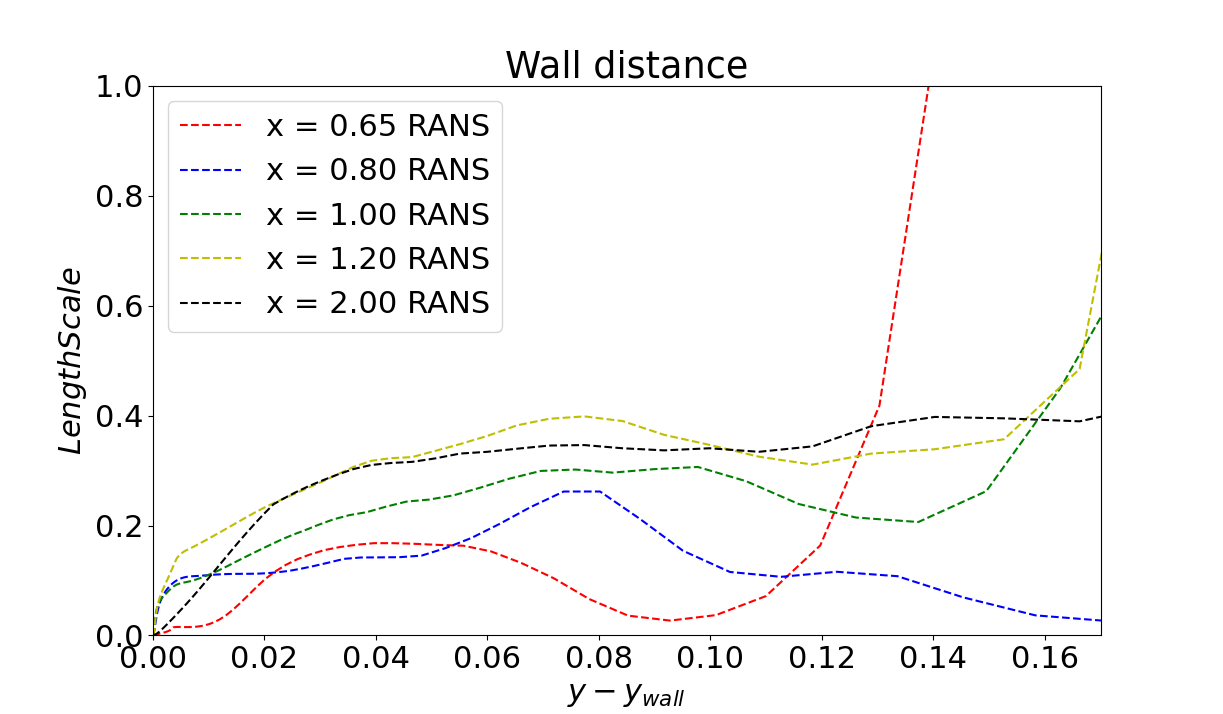 Wall distance
1.0
0.8
0.6
0.4
0.2
0.0
LengthScale
x = 0.65 RANS
x = 0.80 RANS
x = 1.00 RANS
x = 1.20 RANS
x = 2.00 RANS
0.00 0.02 0.04 0.06 0.08 0.10 0.12 0.14 0.16
y − y_wall